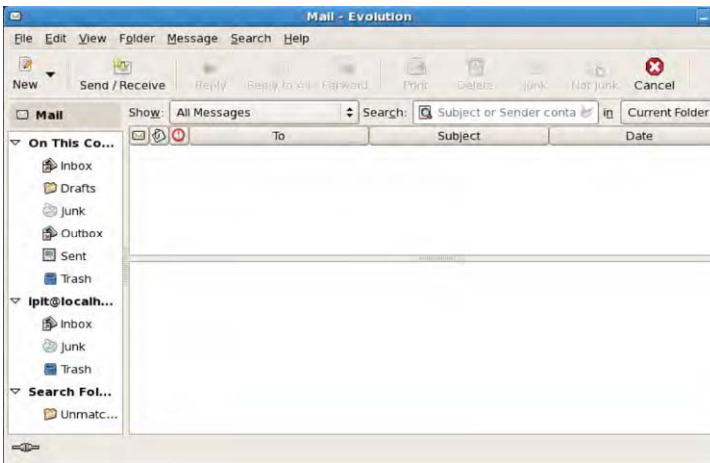 Mail - Evolution
File Edit View Folder Message Search Help
New Send / Receive Reply Reply to All Forward Print Delete Junk Not Junk Cancel
Mail
Show: All Messages Search: Subject or Sender conta in Current Folder
To Subject Date
On This Co...
Inbox
Drafts
Junk
Outbox
Sent
Trash
lpit@localh...
Inbox
Junk
Trash
Search Fol...
Unmatc...